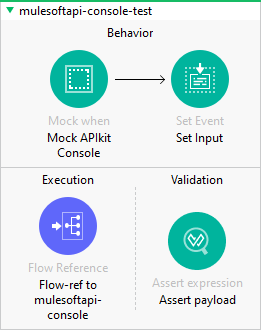 mulesoftapi-console-test
Behavior
Mock when
Mock APIkit
Console
Set Event
Set Input
Execution
Flow Reference
Flow-ref to
mulesoftapi-
console
Validation
Assert expression
Assert payload